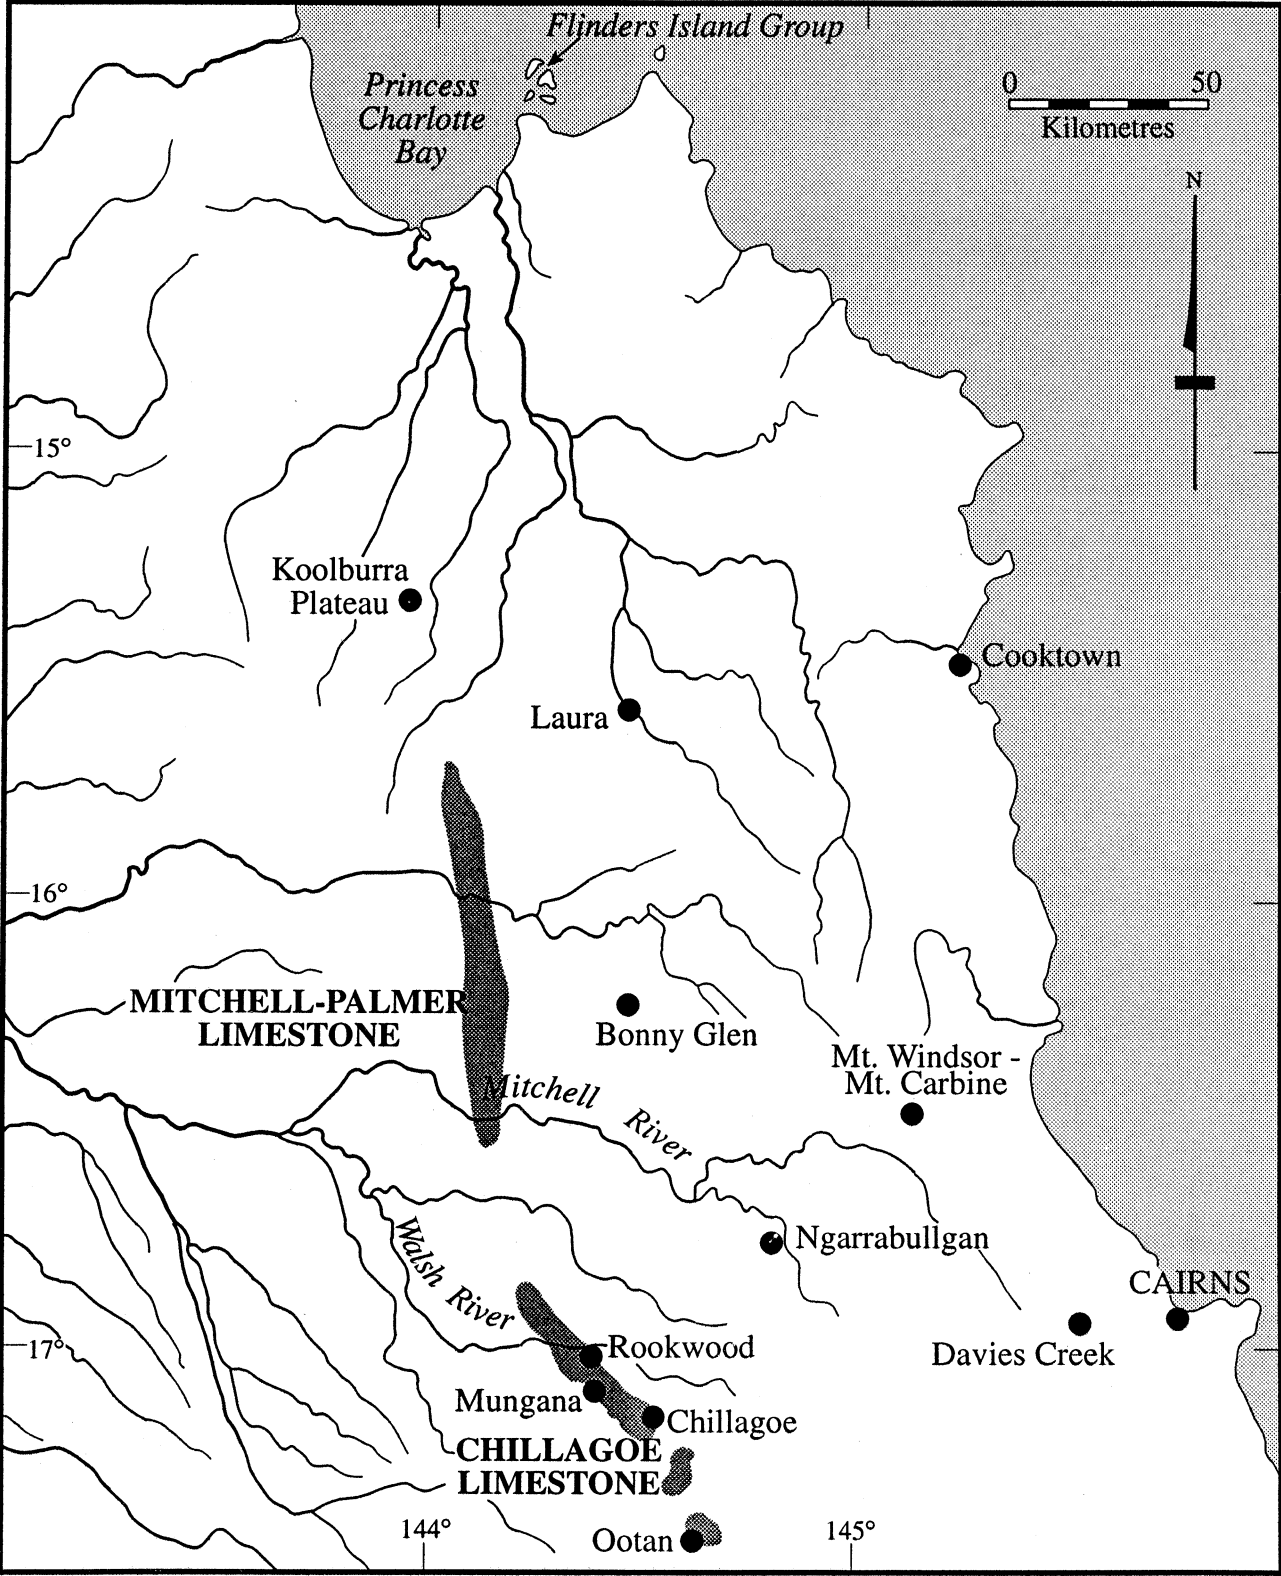 Flinders Island Group
Princess
Charlotte
Bay
0 50
Kilometres
N
15°
Koolburra
Plateau
Cooktown
Laura
16°
MITCHELL-PALMER
LIMESTONE
Bonny Glen
Mt. Windsor -
Mt. Carbine
Mitchell River
Ngarrabullgan
Walsh River
CAIRNS
17°
Rookwood
Davies Creek
Mungana
Chillagoe
CHILLAGOE
LIMESTONE
144°
145°
Ootan